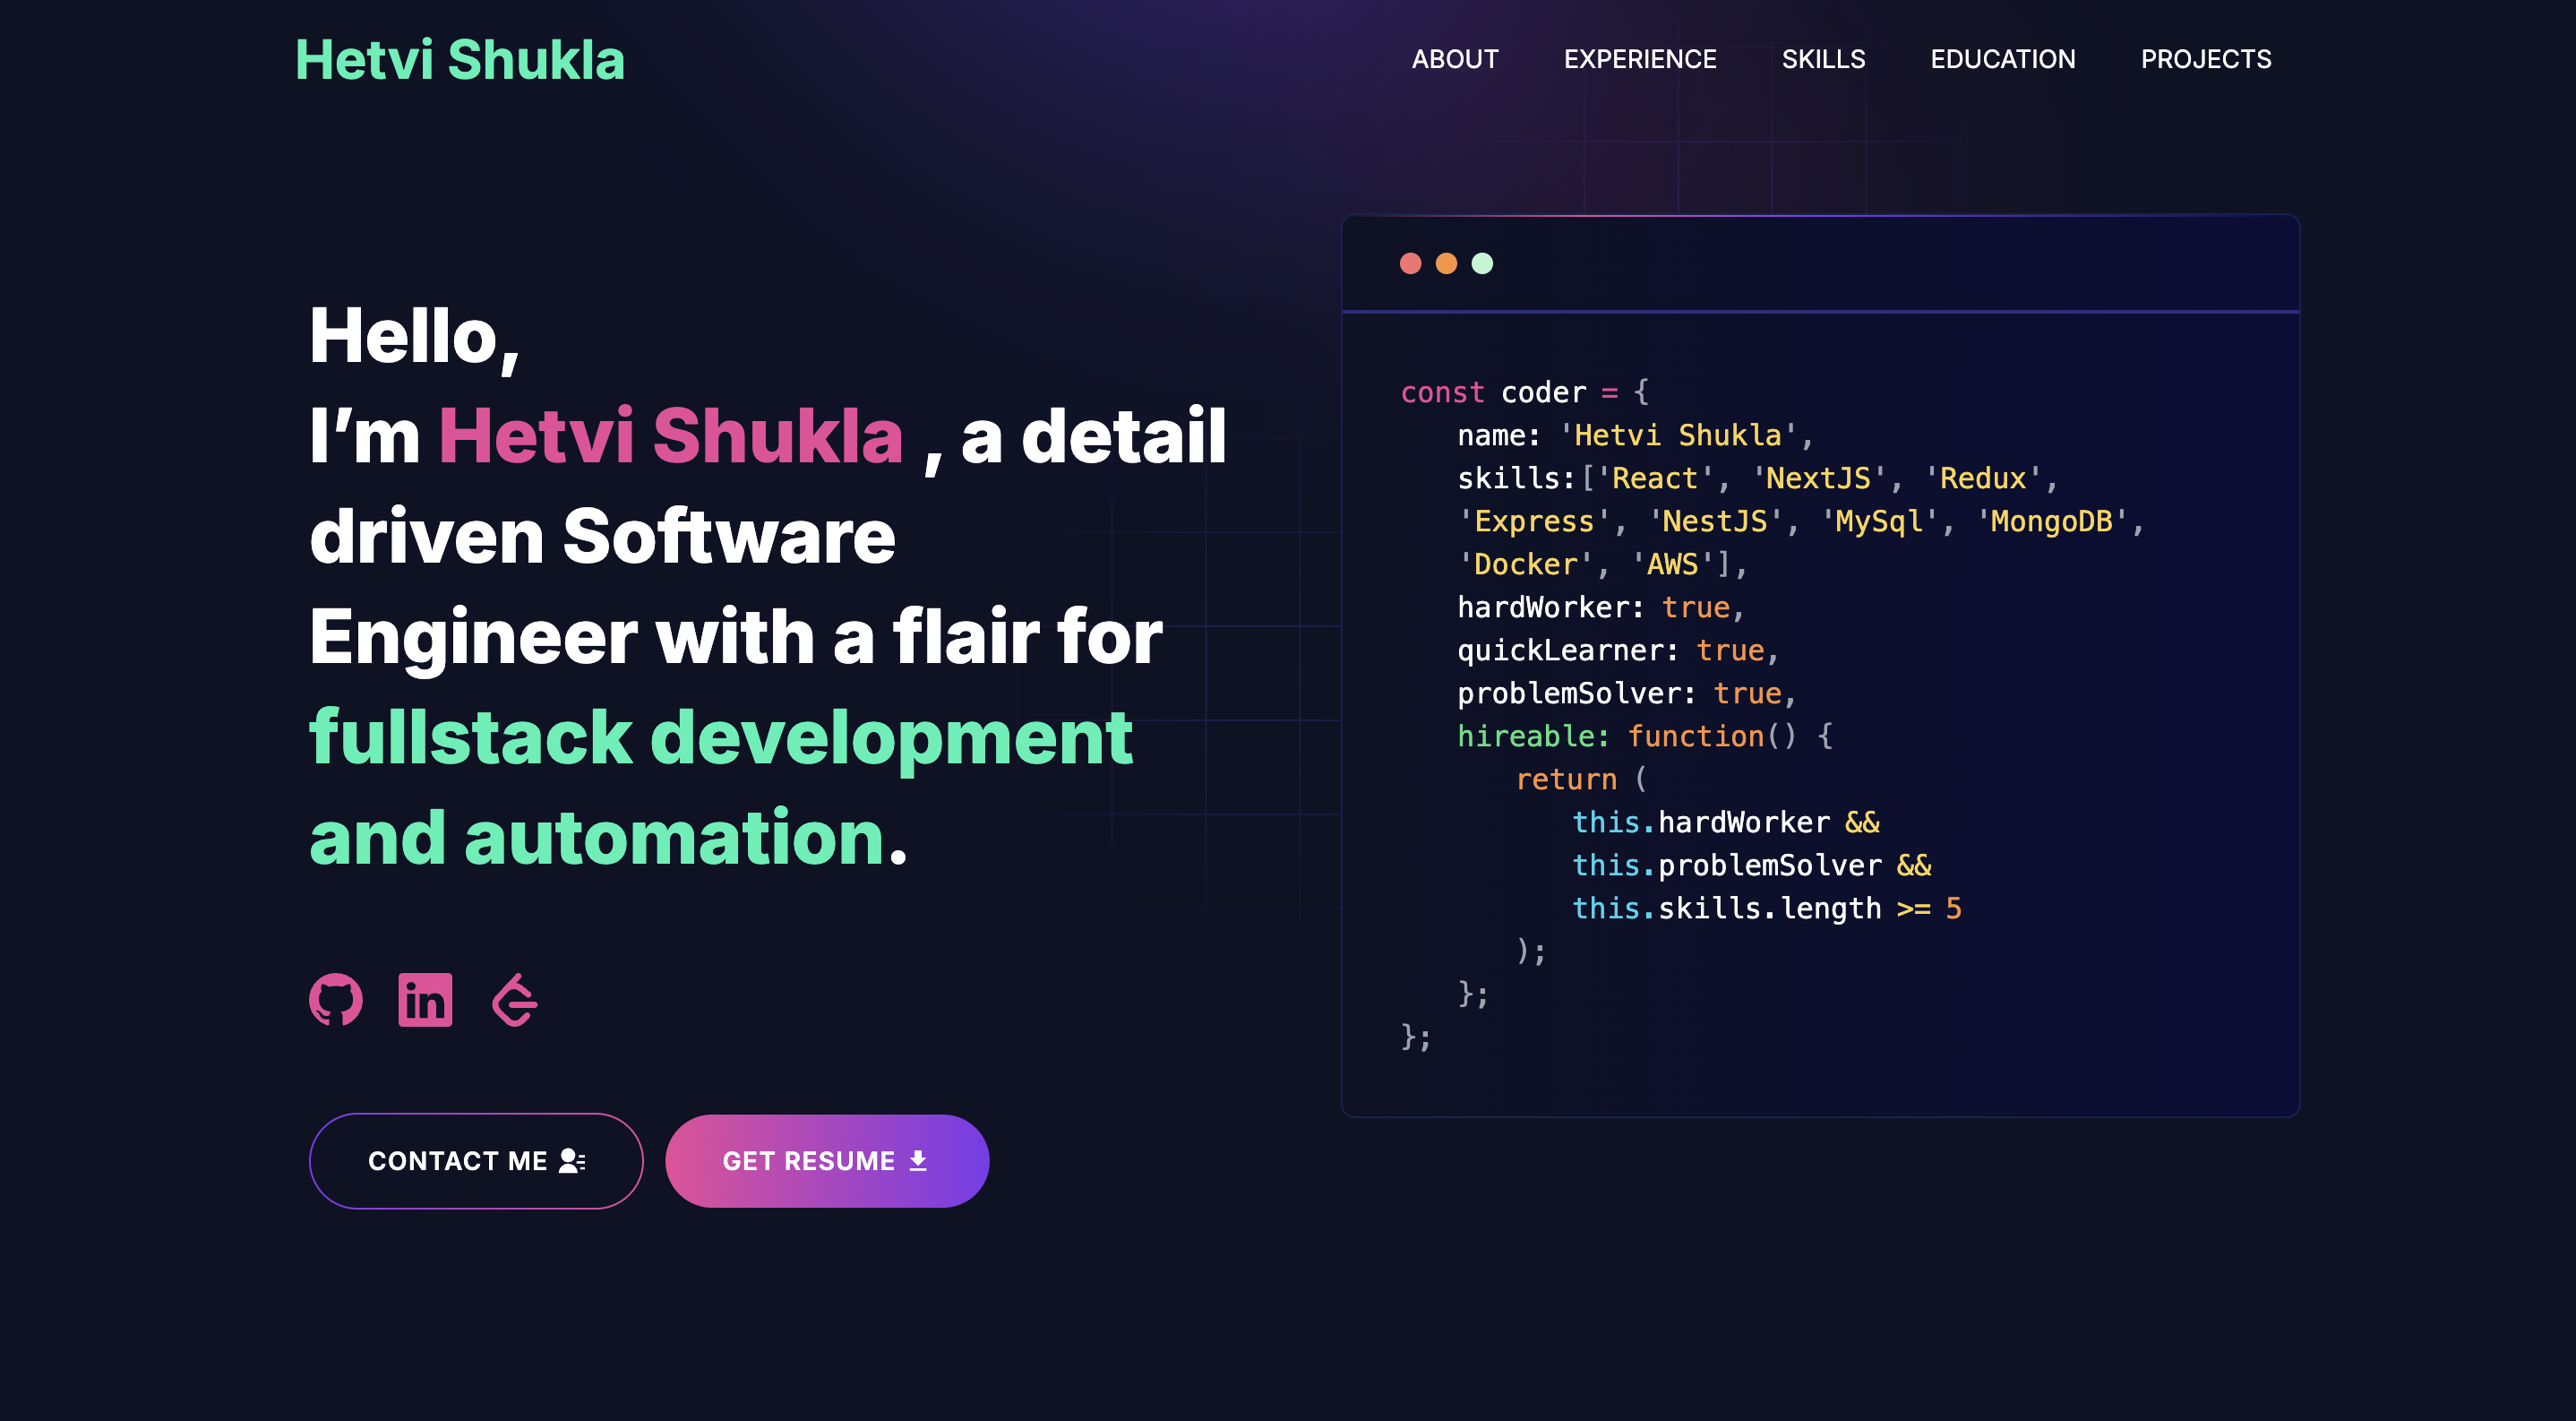 Hetvi Shukla
ABOUT
EXPERIENCE
SKILLS
EDUCATION
PROJECTS
Hello,
I’m Hetvi Shukla , a detail
driven Software
Engineer with a flair for
fullstack development
and automation.
in
CONTACT ME
GET RESUME
const coder = {
name: 'Hetvi Shukla',
skills:['React', 'NextJS', 'Redux',
'Express', 'NestJS', 'MySql', 'MongoDB',
'Docker', 'AWS'],
hardWorker: true,
quickLearner: true,
problemSolver: true,
hireable: function() {
return (
this.hardWorker &&
this.problemSolver &&
this.skills.length >= 5
);
};
};